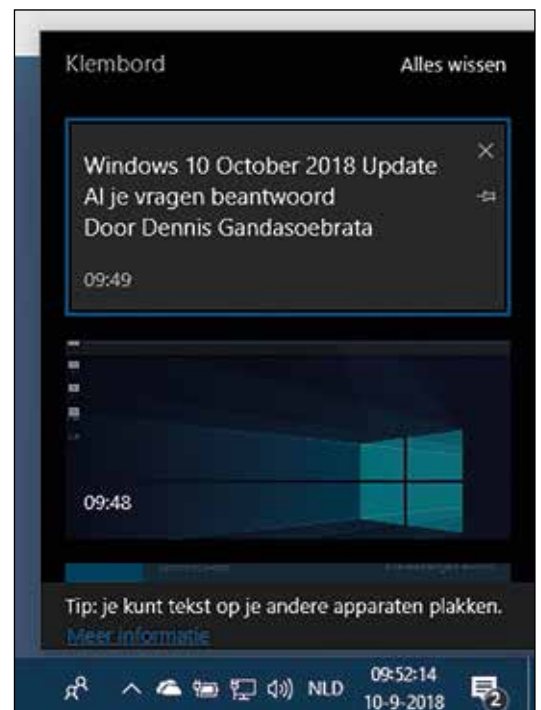 Klembord
Alles wissen
Windows 10 October 2018 Update
Al je vragen beantwoord
Door Dennis Gandasoebrata
09:49
09:48
Tip: je kunt tekst op je andere apparaten plakken.
Meer informatie
NLD
09:52:14
10-9-2018
2